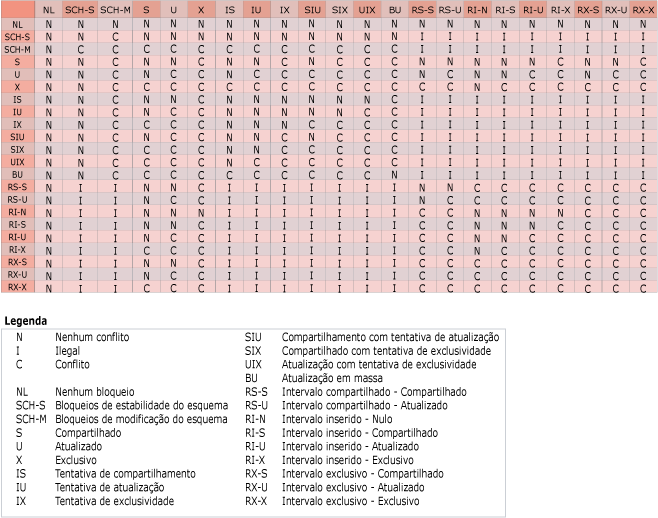 NL SCH-S SCH-M S U X IS IU IX SIU SIX UIX BU RS-S RS-U RI-N RI-S RI-U RI-X RX-S RX-U RX-X
NL N N N N N N N N N N N N N N N N N N N N N N
SCH-S N N C N N N N N N N N N N I I I I I I I I I
SCH-M N C C C C C C C C C C C C I I I I I I I I I
S N N C N N C N N C N C C C N N N N N C N N C
U N N C N C C N C C C C C C N C N N C C N C C
X N N C C C C C C C C C C C C C N C C C C C C
IS N N C N N C N N N N N N C I I I I I I I I I
IU N N C N C C N N N N N C C I I I I I I I I I
IX N N C C C C N N N C C C C I I I I I I I I I
SIU N N C N C C N N C N C C C I I I I I I I I I
SIX N N C C C C N N C C C C C I I I I I I I I I
UIX N N C C C C N C C C C C C I I I I I I I I I
BU N N C C C C C C C C C C N I I I I I I I I I
RS-S N I I N N C I I I I I I I N N C C C C C C C
RS-U N I I N C C I I I I I I I N C C C C C C C C
RI-N N I I N N N I I I I I I I C C N N N N C C C
RI-S N I I N N C I I I I I I I C C N N N C C C C
RI-U N I I N C C I I I I I I I C C N N C C C C C
RI-X N I I C C C I I I I I I I C C N C C C C C C
RX-S N I I N N C I I I I I I I C C C C C C C C C
RX-U N I I N C C I I I I I I I C C C C C C C C C
RX-X N I I C C C I I I I I I I C C C C C C C C C
Legenda
N Nenhum conflito
I Ilegal
C Conflito
NL Nenhum bloqueio
SCH-S Bloqueios de estabilidade do esquema
SCH-M Bloqueios de modificação do esquema
S Compartilhado
U Atualizado
X Exclusivo
IS Tentativa de compartilhamento
IU Tentativa de atualização
IX Tentativa de exclusividade
SIU Compartilhamento com tentativa de atualização
SIX Compartilhado com tentativa de exclusividade
UIX Atualização com tentativa de exclusividade
BU Atualização em massa
RS-S Intervalo compartilhado - Compartilhado
RS-U Intervalo compartilhado - Atualizado
RI-N Intervalo inserido - Nulo
RI-S Intervalo inserido - Compartilhado
RI-U Intervalo inserido - Atualizado
RI-X Intervalo inserido - Exclusivo
RX-S Intervalo exclusivo - Compartilhado
RX-U Intervalo exclusivo - Atualizado
RX-X Intervalo exclusivo - Exclusivo